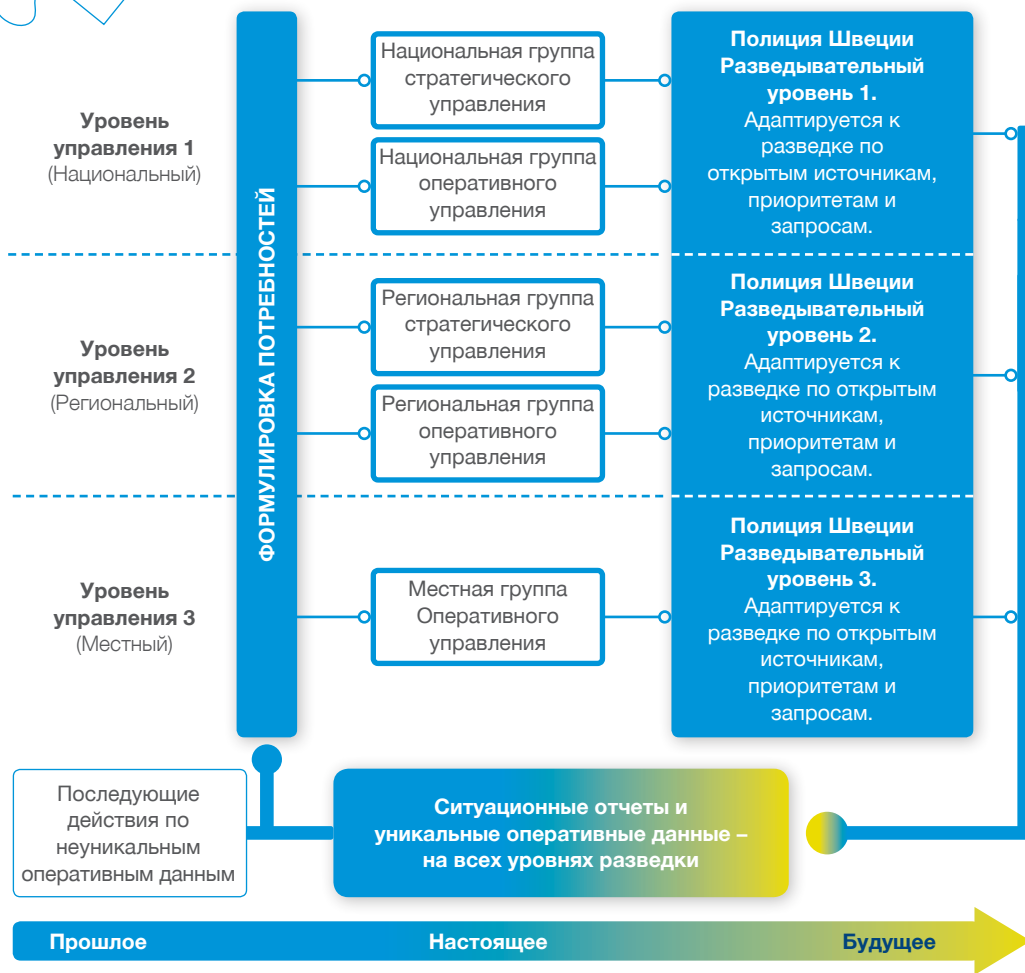 Уровень
управления 1
(Национальный)
ФОРМУЛИРОВКА ПОТРЕБНОСТЕЙ
Национальная группа
стратегического
управления
Национальная группа
оперативного
управления
Полиция Швеции
Разведывательный
уровень 1.
Адаптируется к
разведке по
открытым источникам,
приоритетам и
запросам.
Уровень
управления 2
(Региональный)
Региональная группа
стратегического
управления
Региональная группа
оперативного
управления
Полиция Швеции
Разведывательный
уровень 2.
Адаптируется к
разведке по открытым
источникам,
приоритетам и
запросам.
Уровень
управления 3
(Местный)
Местная группа
Оперативного
управления
Полиция Швеции
Разведывательный
уровень 3.
Адаптируется к
разведке по открытым
источникам,
приоритетам и
запросам.
Последующие
действия по
неуникальным
оперативным данным
Ситуационные отчеты и
уникальные оперативные данные –
на всех уровнях разведки
Прошлое
Настоящее
Будущее